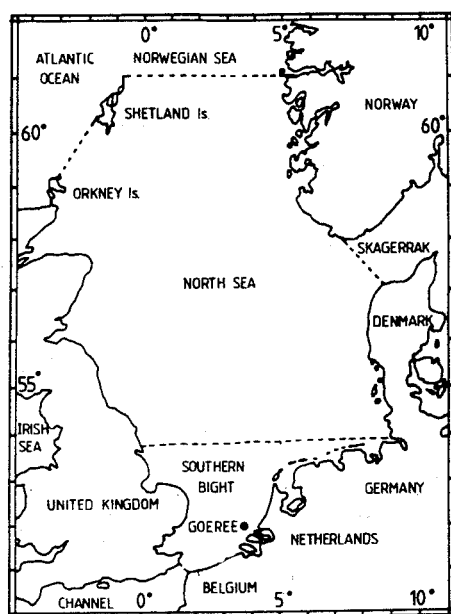 0° 5° 10°
ATLANTIC
OCEAN
NORWEGIAN SEA
SHETLAND Is.
NORWAY
60° 60°
ORKNEY Is.
SKAGERRAK
NORTH SEA
DENMARK
55°
IRISH
SEA
SOUTHERN
BIGHT
GERMANY
UNITED KINGDOM
GOEREE
NETHERLANDS
BELGIUM
CHANNEL
0° 5° 10°